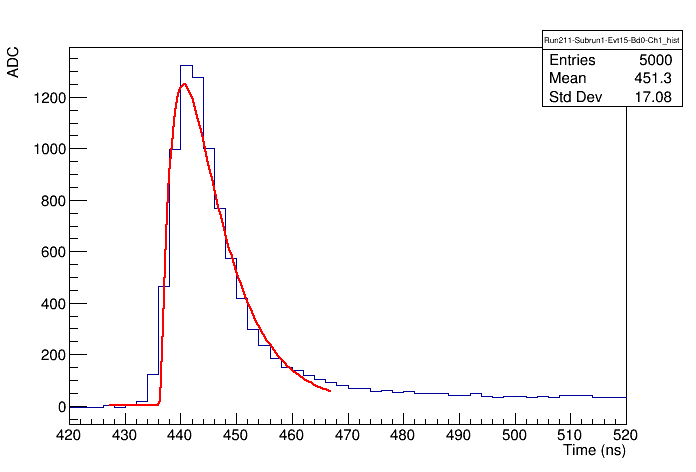 Run211-Subrun1-Evt15-Bd0-Ch1_hist
Entries 5000
Mean 451.3
Std Dev 17.08
ADC
1200
1000
800
600
400
200
0
420 430 440 450 460 470 480 490 500 510 520
Time (ns)